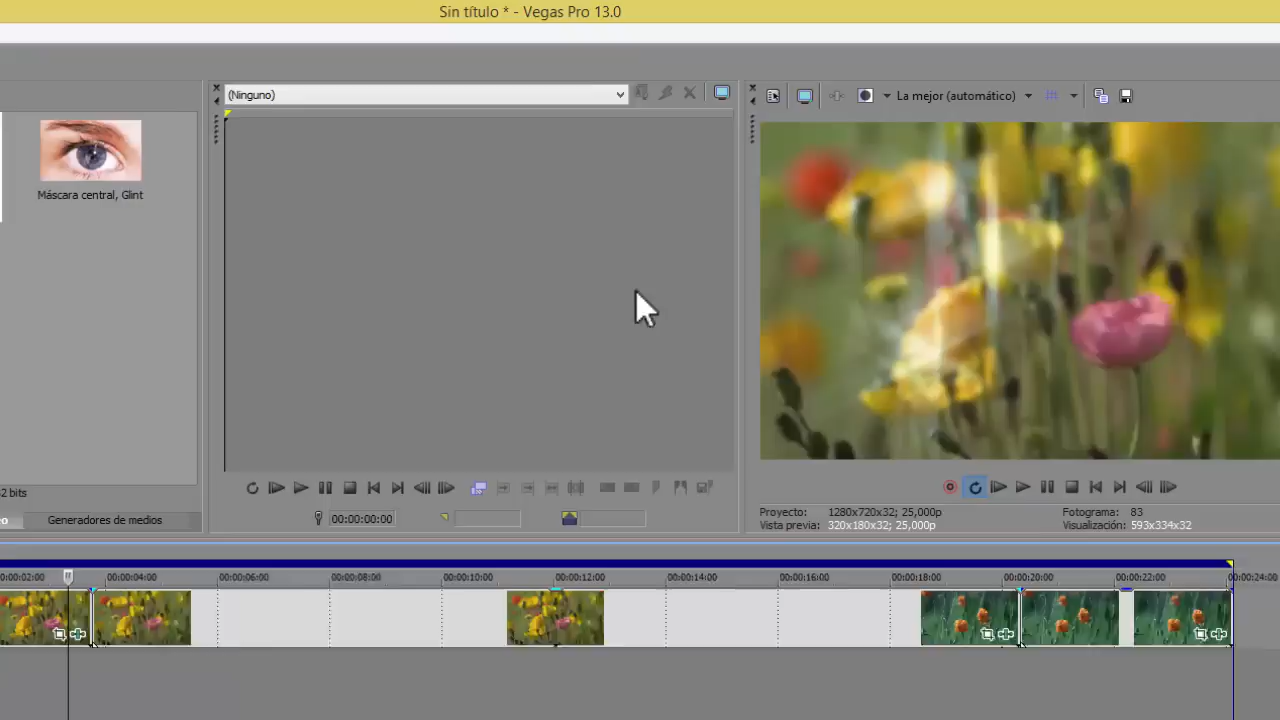 Sin título * - Vegas Pro 13.0
(Ninguno)
La mejor (automático)
Máscara central, Glint
2 bits
Generadores de medios
00:00:00:00
Proyecto: 1280x720x32; 25,000p
Fotograma: 83
Vista previa: 320x180x32; 25,000p
Visualización: 593x334x32
00:00:02:00
00:00:04:00
00:00:06:00
00:00:08:00
00:00:10:00
00:00:12:00
00:00:14:00
00:00:16:00
00:00:18:00
00:00:20:00
00:00:22:00
00:00:24:00